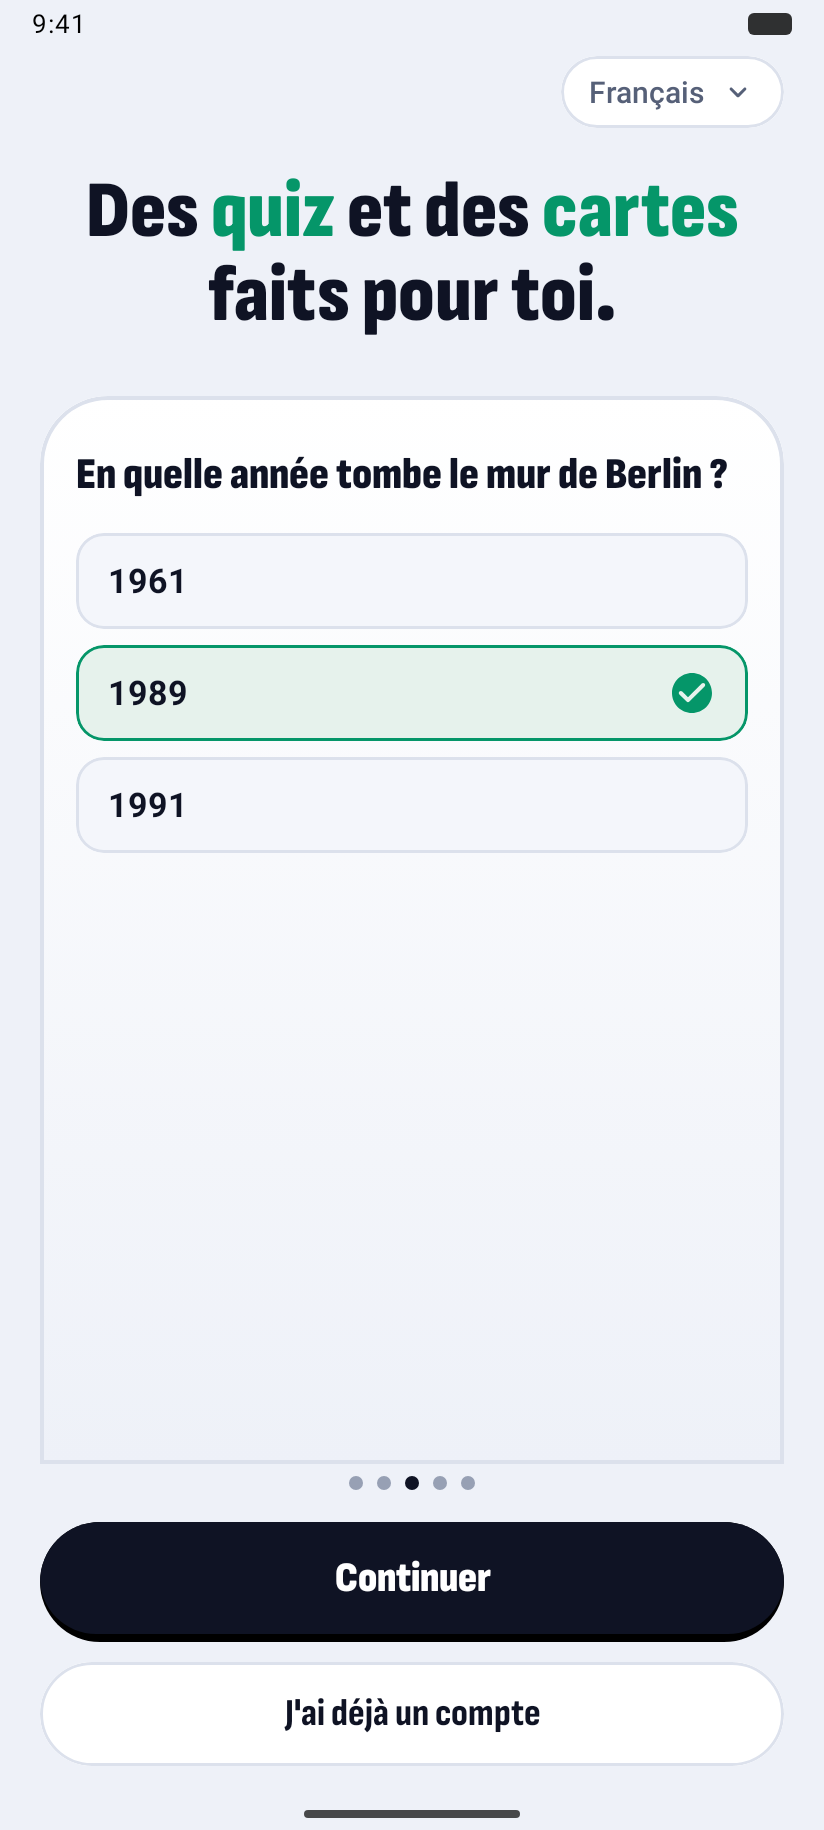 9:41
Français
Des quiz et des cartes
faits pour toi.
En quelle année tombe le mur de Berlin ?
1961
1989
1991
Continuer
J'ai déjà un compte